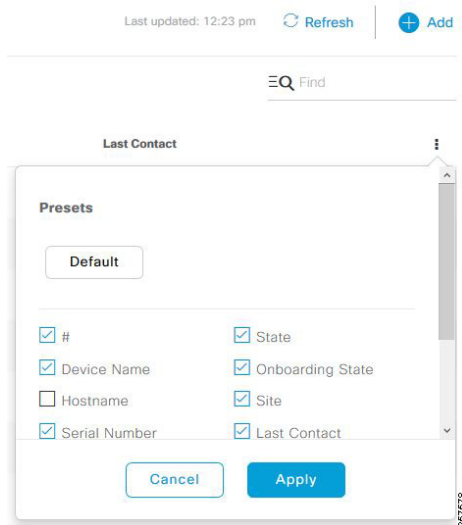 Last updated: 12:23 pm Refresh Add
Find
Last Contact
Presets
Default
# State
Device Name Onboarding State
Hostname Site
Serial Number Last Contact
Cancel Apply